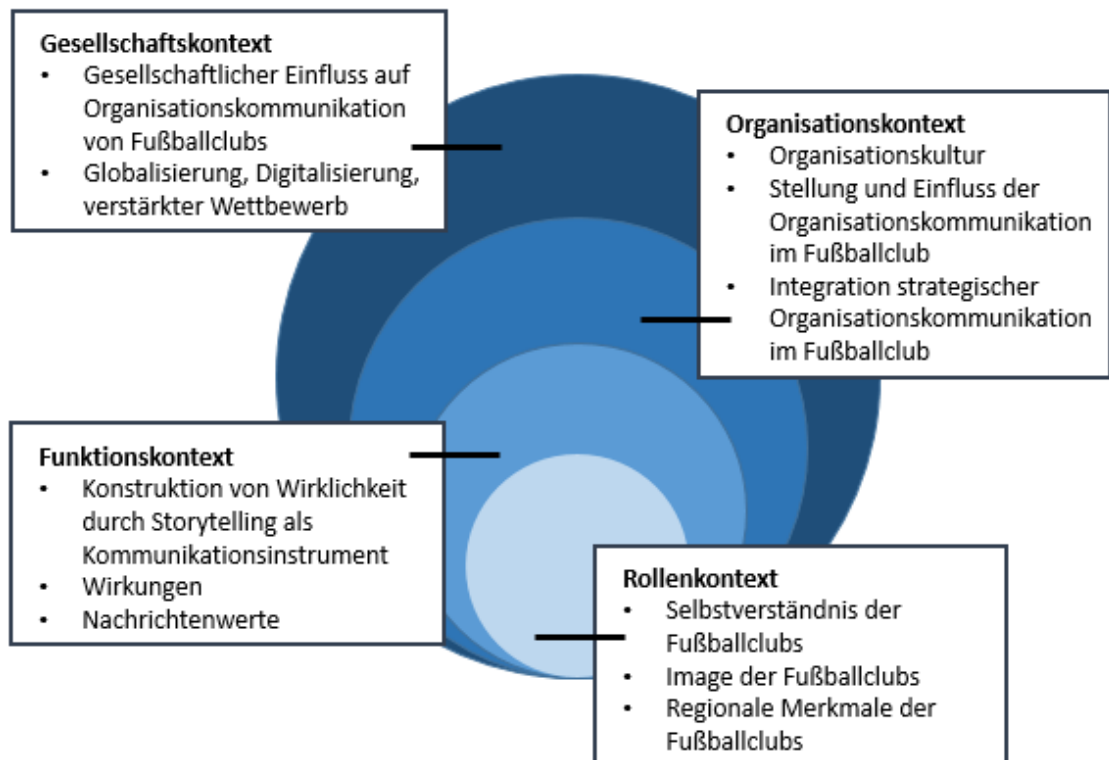 Gesellschaftskontext
• Gesellschaftlicher Einfluss auf
Organisationskommunikation
von Fußballclubs
• Globalisierung, Digitalisierung,
verstärkter Wettbewerb
Organisationskontext
• Organisationskultur
• Stellung und Einfluss der
Organisationskommunikation
im Fußballclub
• Integration strategischer
Organisationskommunikation
im Fußballclub
Funktionskontext
• Konstruktion von Wirklichkeit
durch Storytelling als
Kommunikationsinstrument
• Wirkungen
• Nachrichtenwerte
Rollenkontext
• Selbstverständnis der
Fußballclubs
• Image der Fußballclubs
• Regionale Merkmale der
Fußballclubs